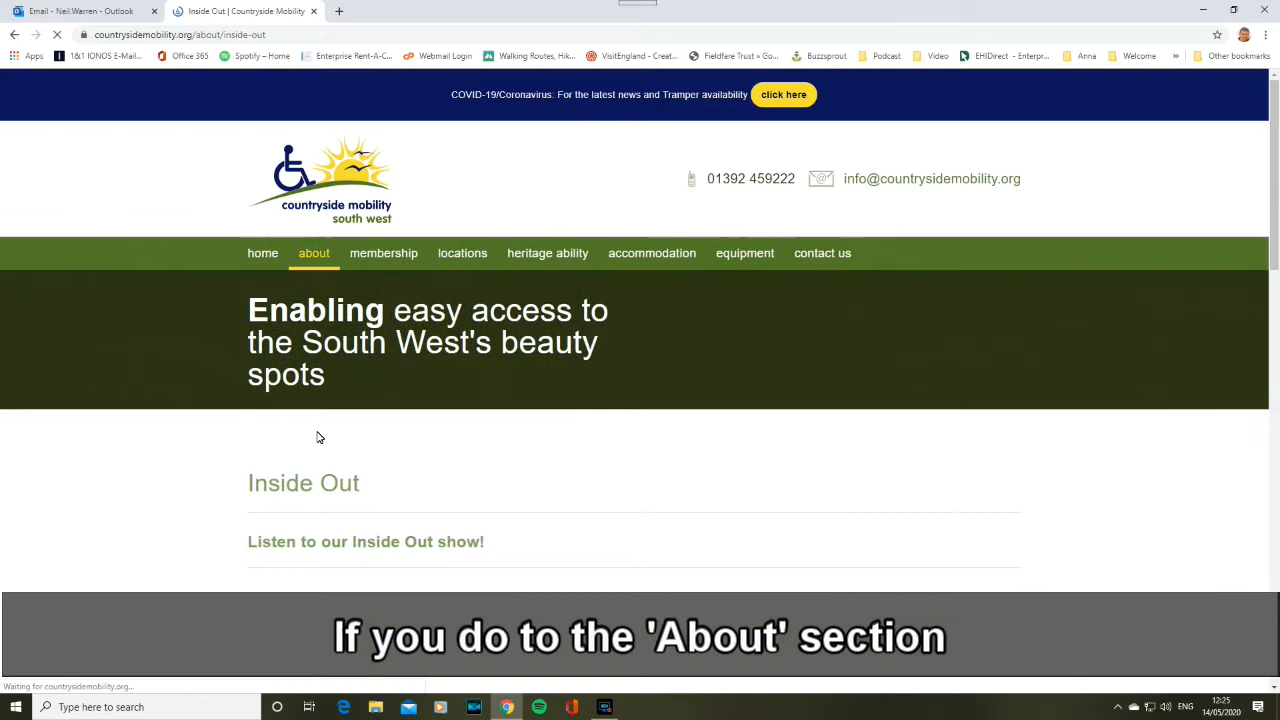 Email - Neil.Warren - Outlook
Inside Out | Countryside Mobility
countrysidemobility.org/about/inside-out
Apps
1&1 IONOS E-Mail...
Office 365
Spotify – Home
Enterprise Rent-A-C...
Webmail Login
Walking Routes, Hik...
VisitEngland - Creat...
Fieldfare Trust » Go...
Buzzsprout
Podcast
Video
EHIDirect - Enterpr...
Anna
Welcome
»
Other bookmarks
COVID-19/Coronavirus: For the latest news and Tramper availability click here
countryside mobility
south west
01392 459222
info@countrysidemobility.org
home about membership locations heritage ability accommodation equipment contact us
Enabling easy access to
the South West's beauty
spots
Inside Out
Listen to our Inside Out show!
If you do to the 'About' section
Waiting for countrysidemobility.org...
Type here to search
ENG
12:25
14/05/2020